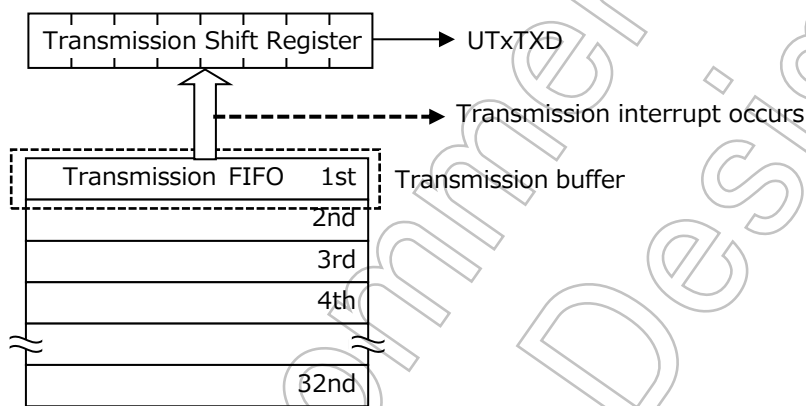 Transmission Shift Register
UTxTXD
Transmission interrupt occurs
Transmission FIFO 1st
Transmission buffer
2nd
3rd
4th
32nd